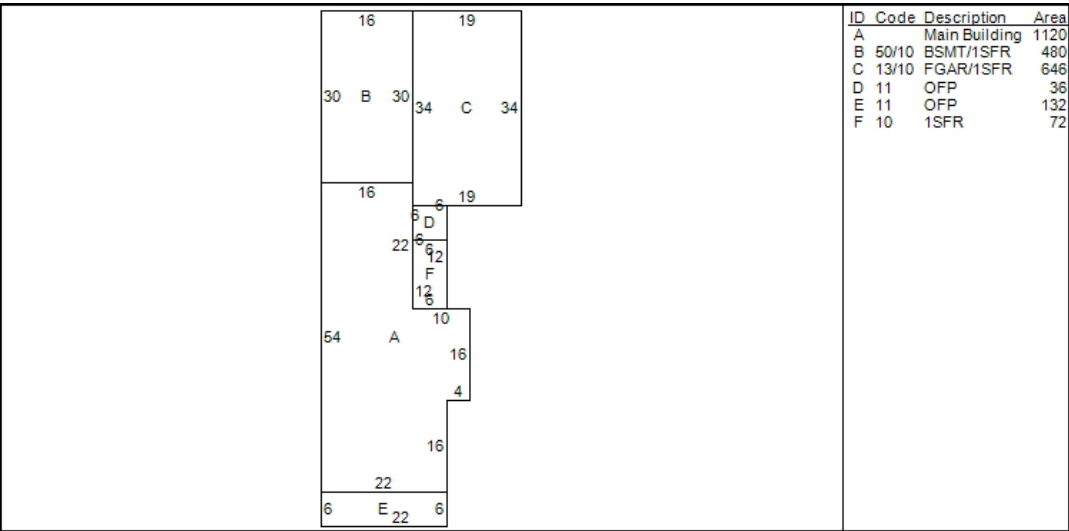 16 19
30 B 30
34 C 34
16
19
6
6
D
22
6
6
12
F
12
6
10
54 A
16
4
16
22
6 E 22 6
ID Code Description Area
A Main Building 1120
B 50/10 BSMT/1SFR 480
C 13/10 FGAR/1SFR 646
D 11 OFP 36
E 11 OFP 132
F 10 1SFR 72